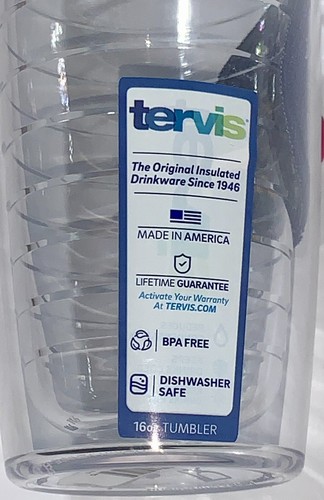 tervis
The Original Insulated
Drinkware Since 1946
MADE IN AMERICA
LIFETIME GUARANTEE
Activate Your Warranty
At TERVIS.COM
BPA FREE
DISHWASHER
SAFE
16oz TUMBLER